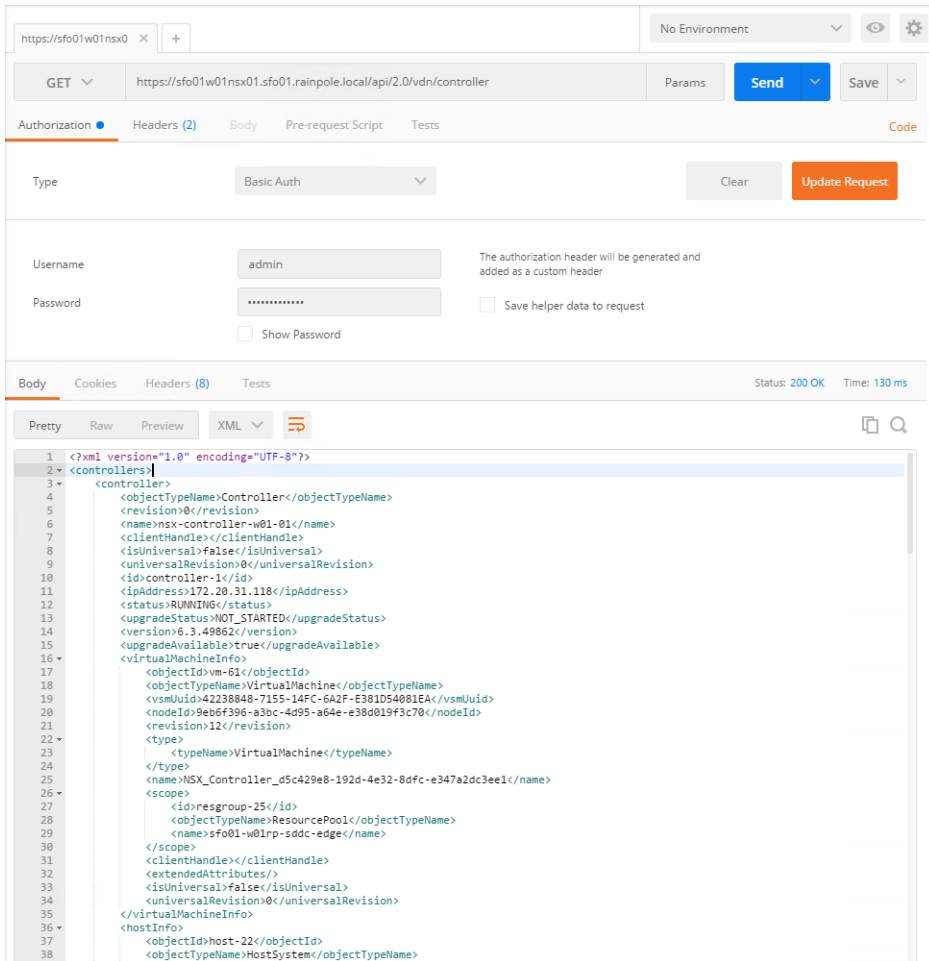 https://sfo01w01nsx0 × +
No Environment
GET https://sfo01w01nsx01.sfo01.rainpole.local/api/2.0/vdn/controller Params Send Save
Authorization Headers (2) Body Pre-request Script Tests Code
Type Basic Auth Clear Update Request
Username admin
The authorization header will be generated and
added as a custom header
Password •••••••••••••
Save helper data to request
Show Password
Body Cookies Headers (8) Tests Status: 200 OK Time: 130 ms
Pretty Raw Preview XML
1 <?xml version="1.0" encoding="UTF-8"?>
2 <controllers>
3 <controller>
4 <objectTypeName>Controller</objectTypeName>
5 <revision>0</revision>
6 <name>nsx-controller-w01-01</name>
7 <clientHandle></clientHandle>
8 <isUniversal>false</isUniversal>
9 <universalRevision>0</universalRevision>
10 <id>controller-1</id>
11 <ipAddress>172.20.31.118</ipAddress>
12 <status>RUNNING</status>
13 <upgradeStatus>NOT_STARTED</upgradeStatus>
14 <version>6.3.49862</version>
15 <upgradeAvailable>true</upgradeAvailable>
16 <virtualMachineInfo>
17 <objectId>vm-61</objectId>
18 <objectTypeName>VirtualMachine</objectTypeName>
19 <vsmUuid>42238848-7155-14FC-6A2F-E381D54081EA</vsmUuid>
20 <nodeId>9eb6f396-a3bc-4d95-a64e-e38d019f3c70</nodeId>
21 <revision>12</revision>
22 <type>
23 <typeName>VirtualMachine</typeName>
24 </type>
25 <name>NSX_Controller_d5c429e8-192d-4e32-8dfc-e347a2dc3ee1</name>
26 <scope>
27 <id>resgroup-25</id>
28 <objectTypeName>ResourcePool</objectTypeName>
29 <name>sfo01-w01rp-sddc-edge</name>
30 </scope>
31 <clientHandle></clientHandle>
32 <extendedAttributes/>
33 <isUniversal>false</isUniversal>
34 <universalRevision>0</universalRevision>
35 </virtualMachineInfo>
36 <hostInfo>
37 <objectId>host-22</objectId>
38 <objectTypeName>HostSystem</objectTypeName>